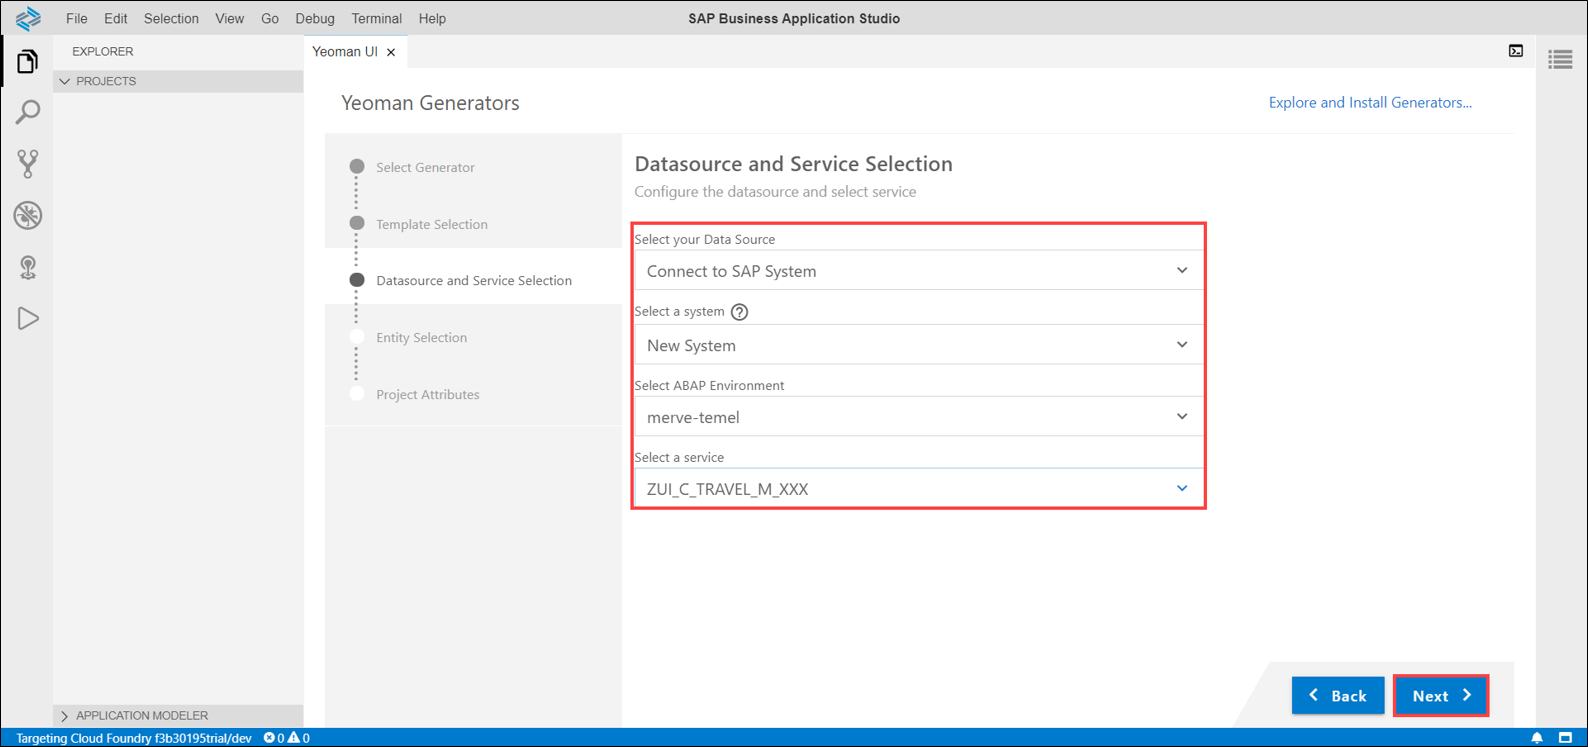 File Edit Selection View Go Debug Terminal Help
SAP Business Application Studio
EXPLORER
PROJECTS
APPLICATION MODELER
Yeoman UI
Yeoman Generators
Explore and Install Generators...
Select Generator
Template Selection
Datasource and Service Selection
Entity Selection
Project Attributes
Datasource and Service Selection
Configure the datasource and select service
Select your Data Source
Connect to SAP System
Select a system ?
New System
Select ABAP Environment
merve-temel
Select a service
ZUI_C_TRAVEL_M_XXX
Back
Next
Targeting Cloud Foundry f3b30195trial/dev 0 0